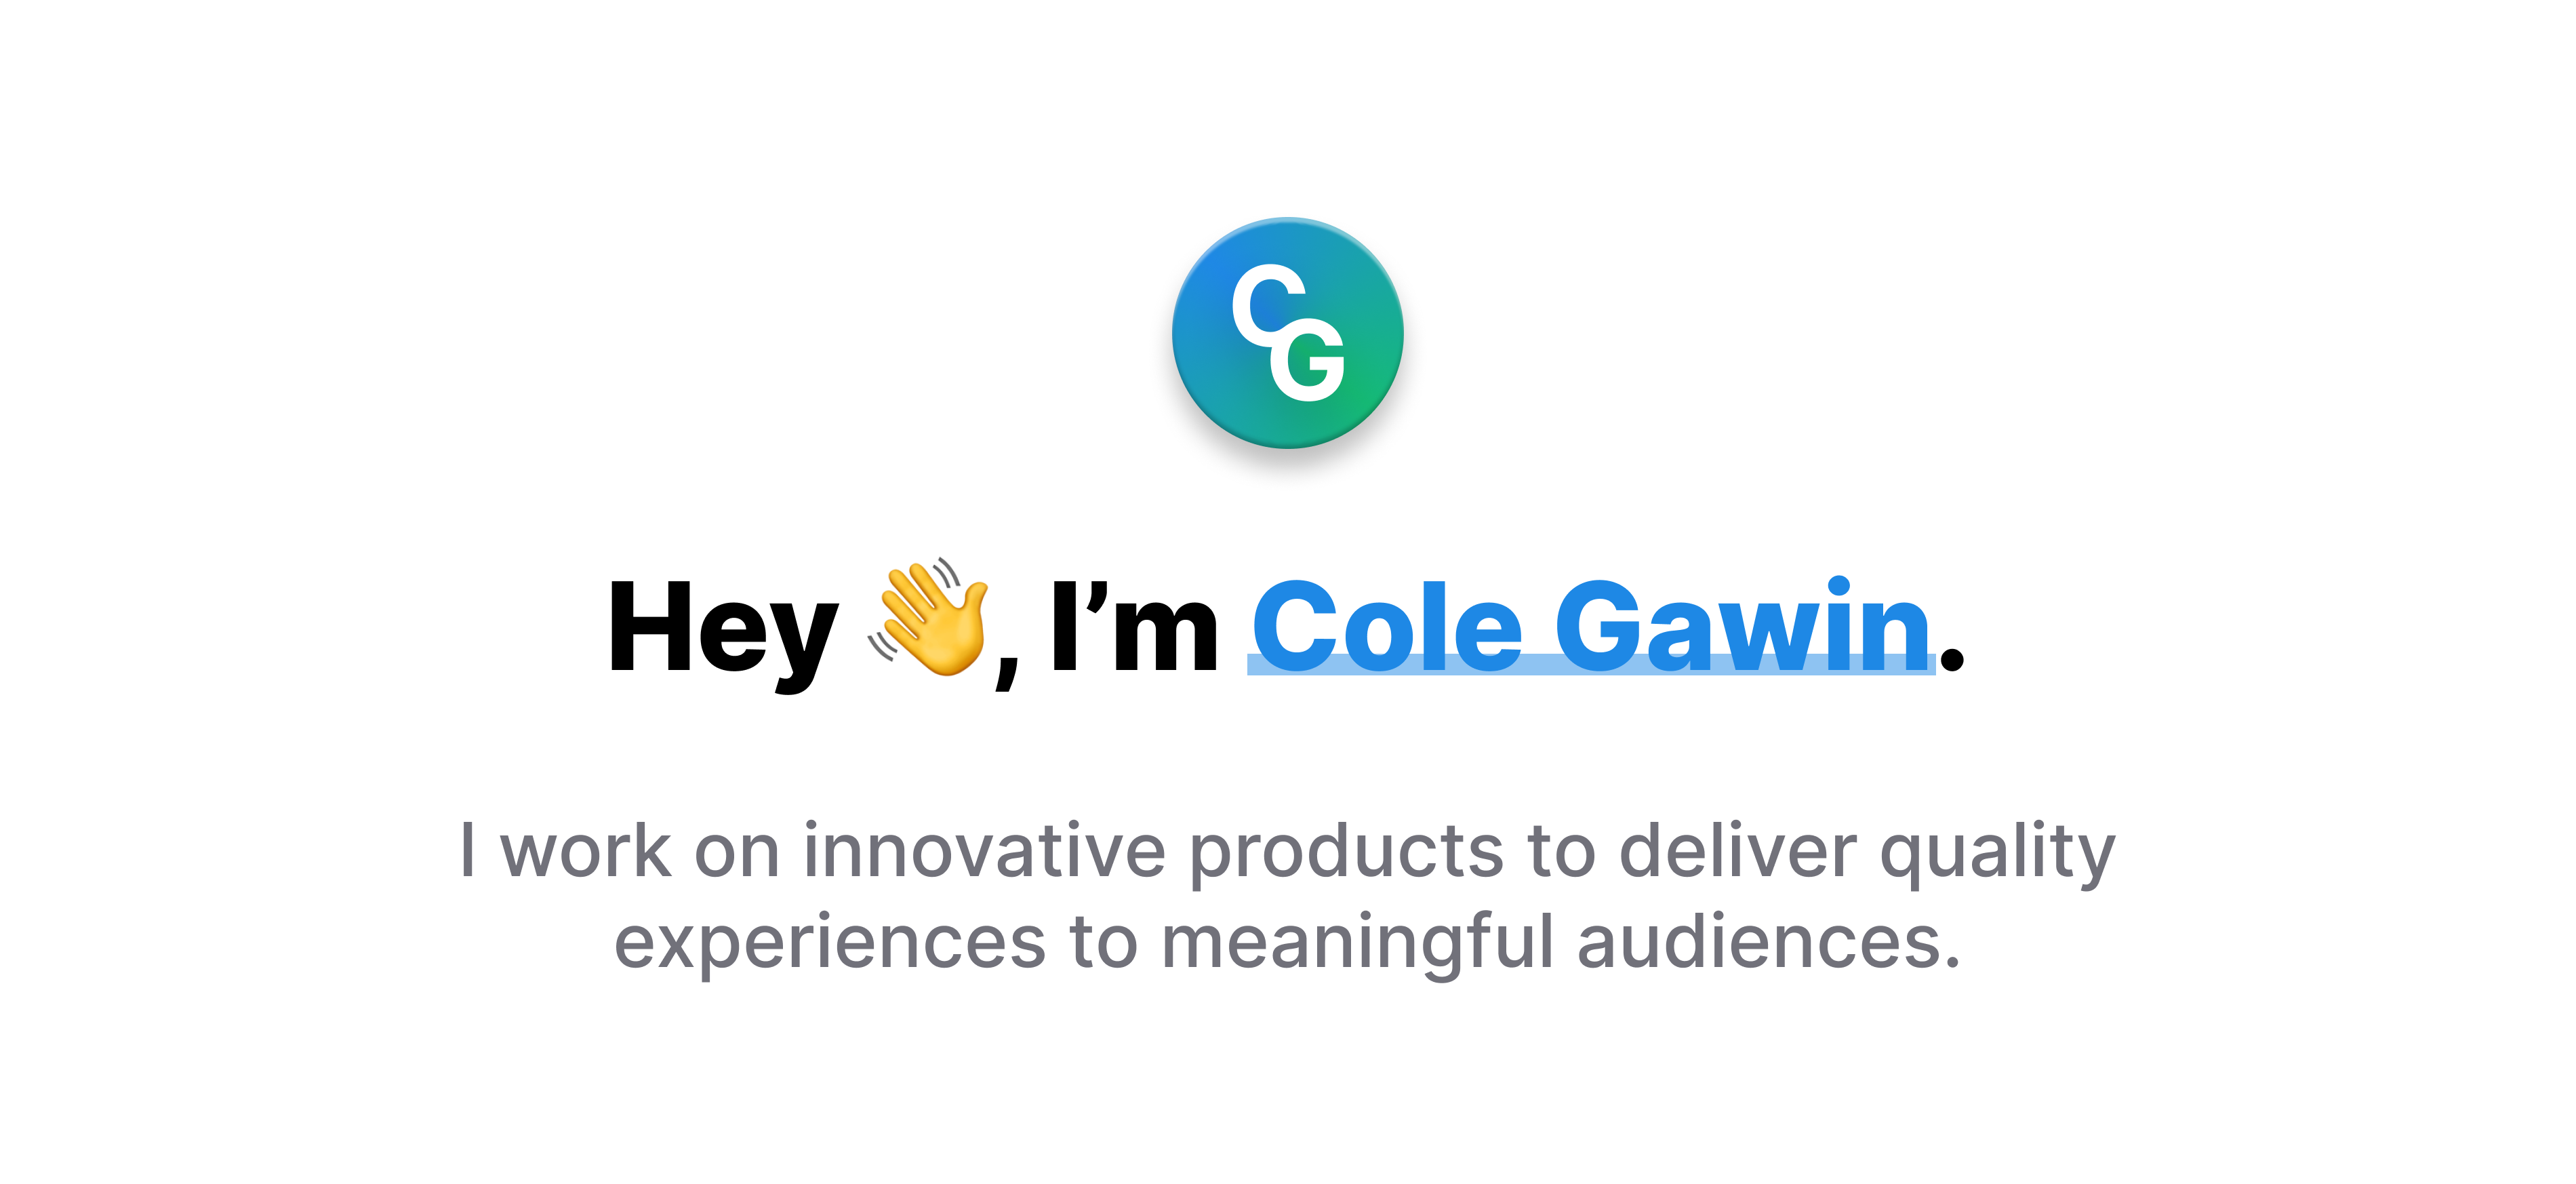 CG
Hey 👋, I’m Cole Gawin.
I work on innovative products to deliver quality
experiences to meaningful audiences.